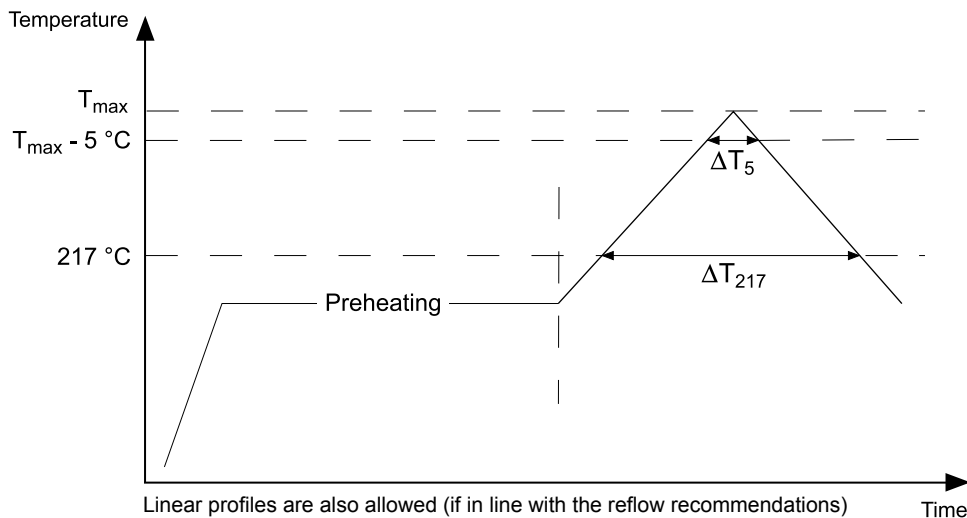 Temperature
Tmax
Tmax - 5 °C
ΔT5
217 °C
ΔT217
Preheating
Linear profiles are also allowed (if in line with the reflow recommendations)
Time